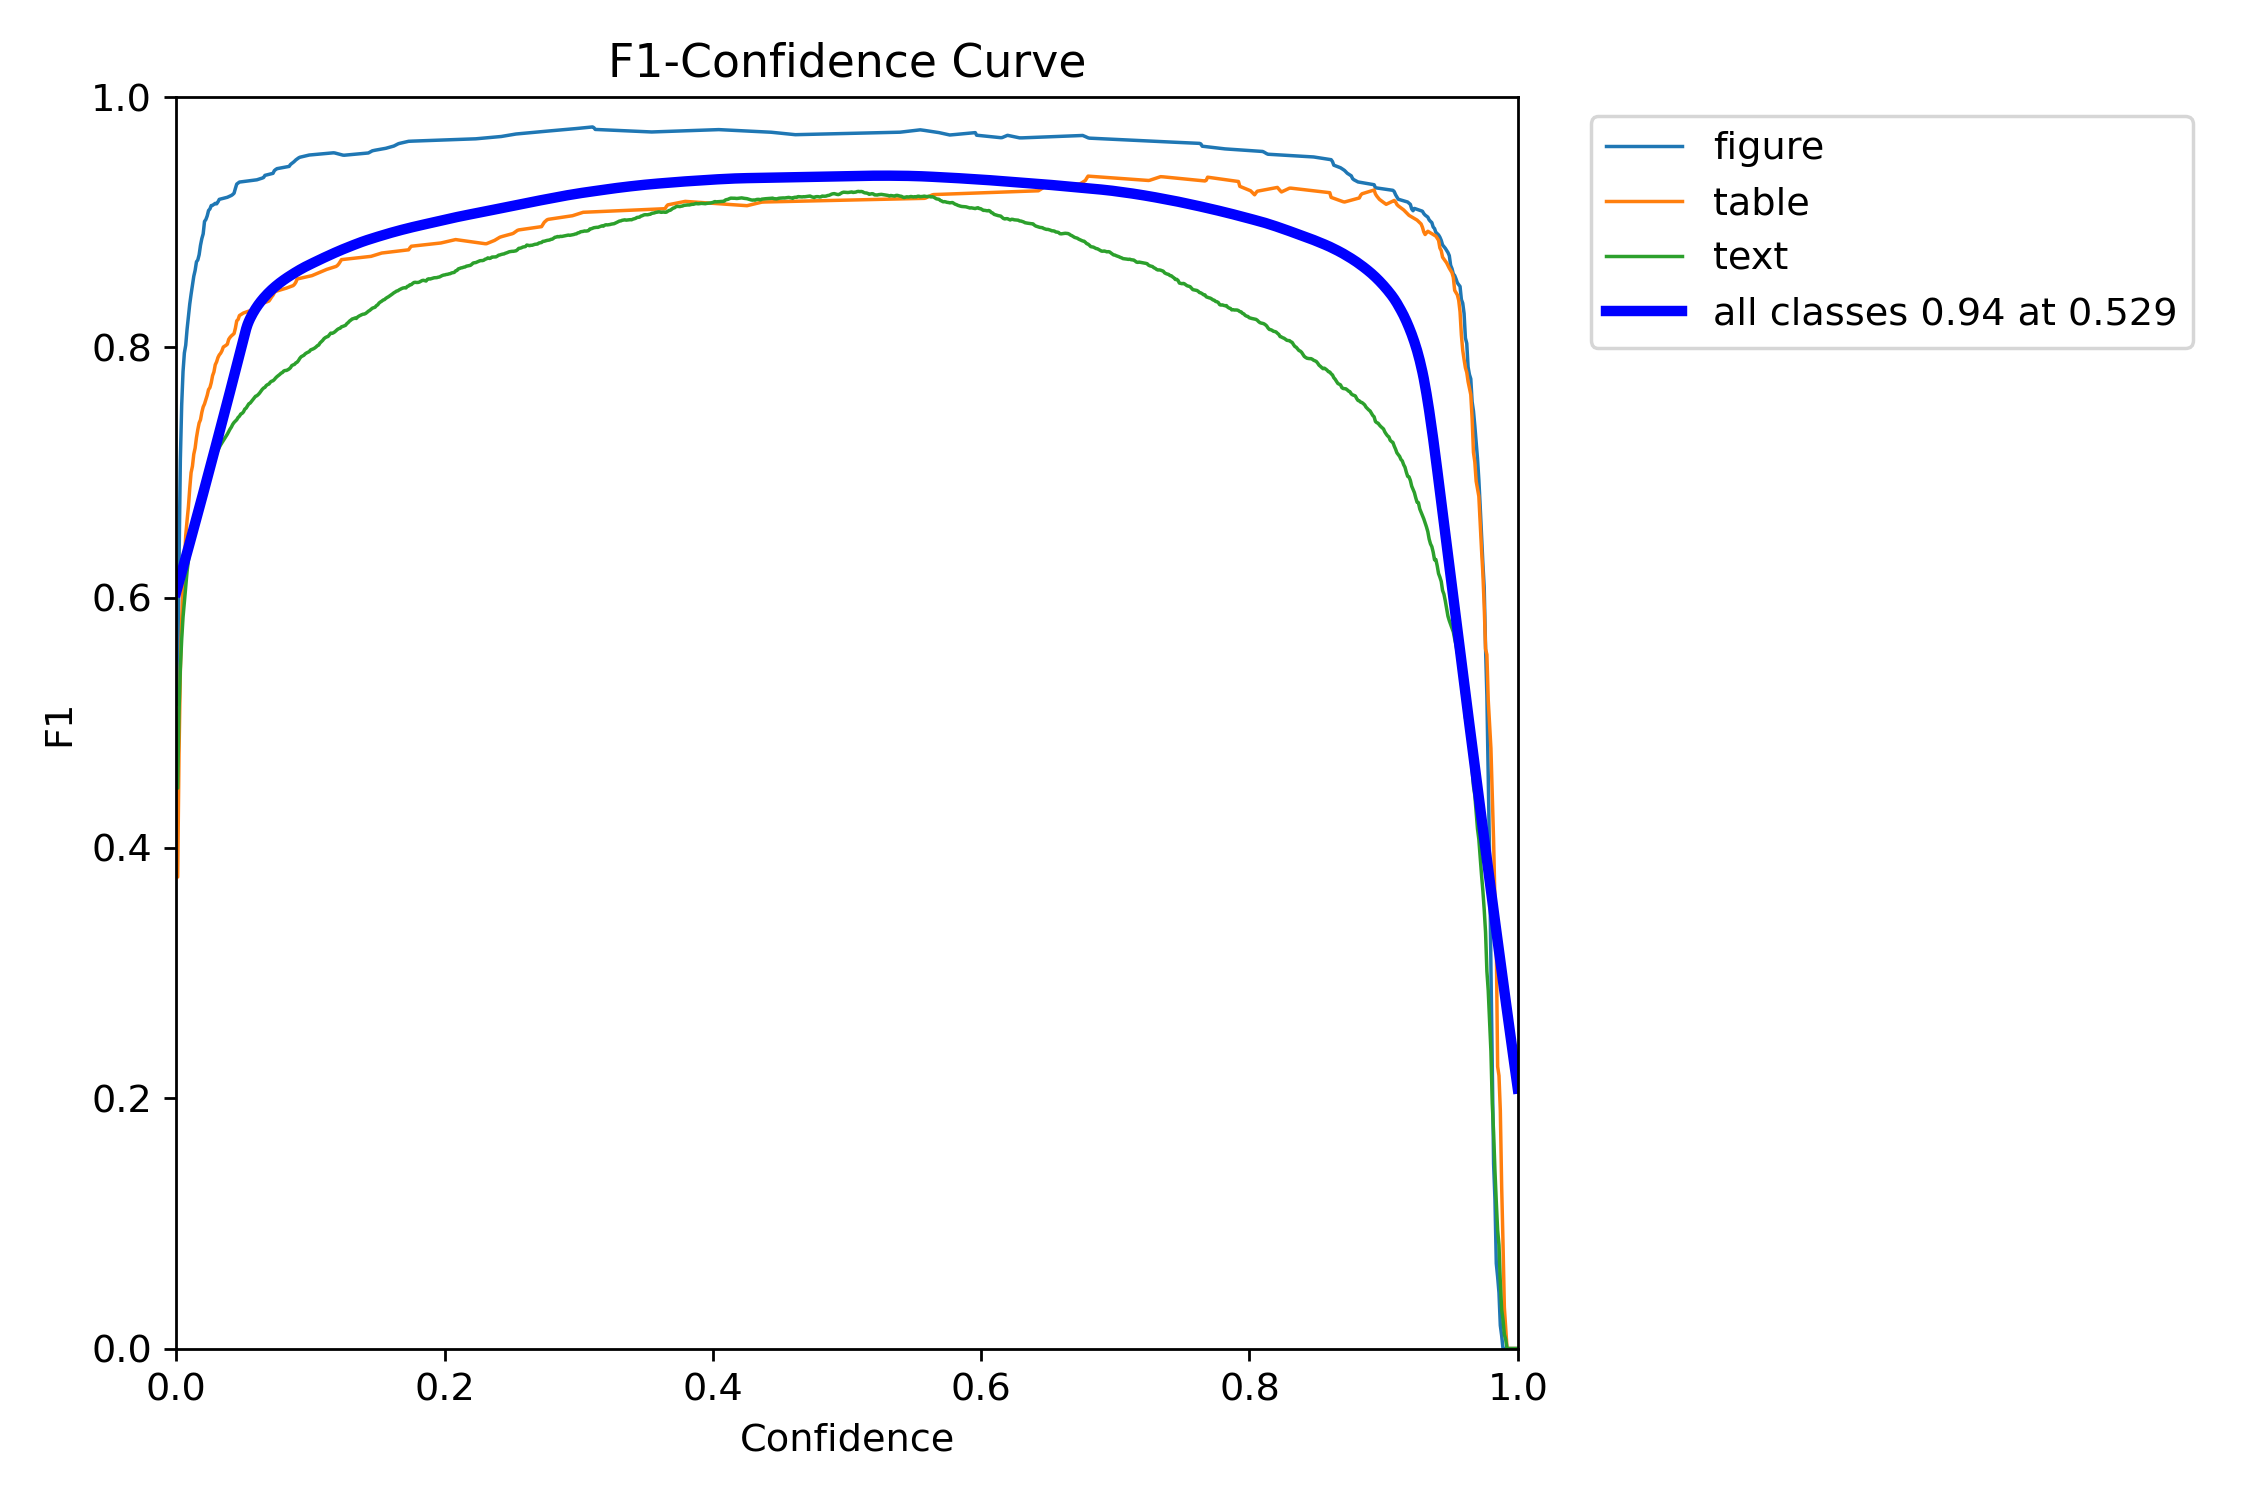 F1-Confidence Curve
1.0
0.8
0.6
0.4
0.2
0.0
F1
0.0 0.2 0.4 0.6 0.8 1.0
Confidence
figure
table
text
all classes 0.94 at 0.529